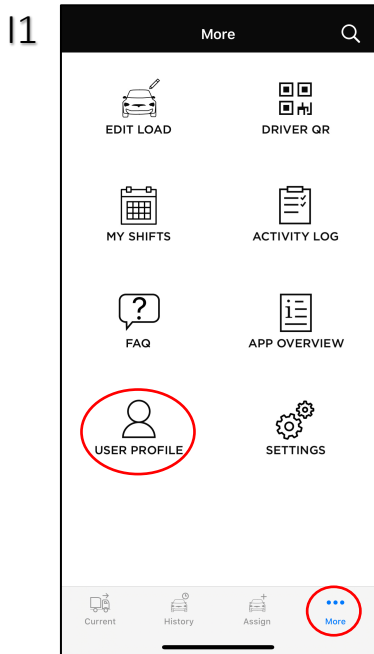 I1
More
EDIT LOAD
DRIVER QR
MY SHIFTS
ACTIVITY LOG
FAQ
APP OVERVIEW
USER PROFILE
SETTINGS
Current
History
Assign
More